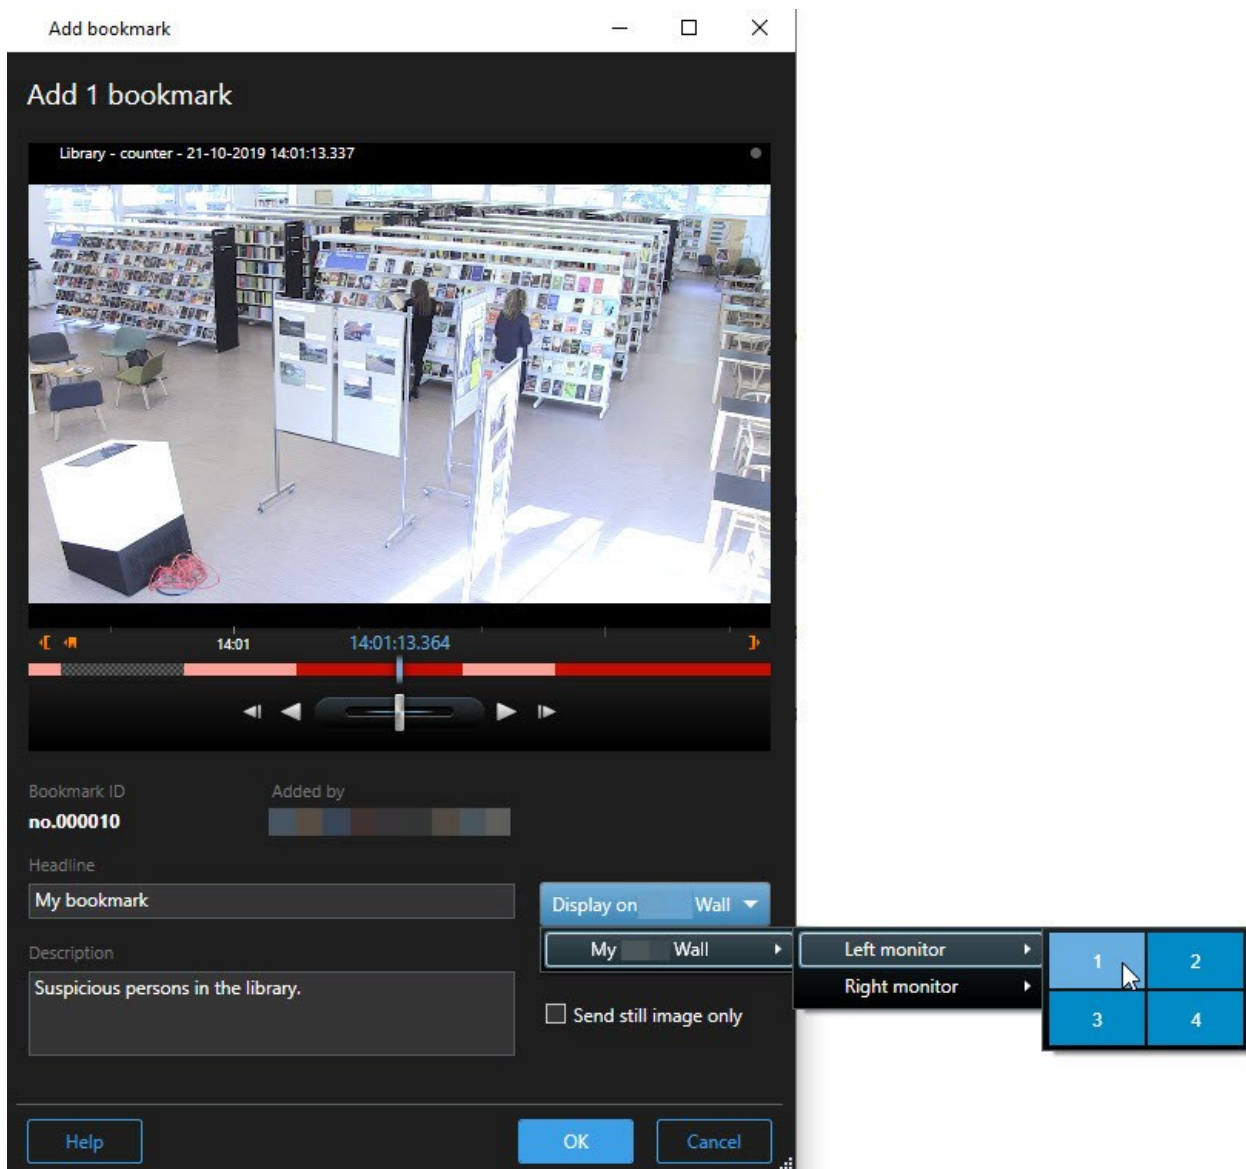 Add bookmark
Add 1 bookmark
Library - counter - 21-10-2019 14:01:13.337
14:01
14:01:13.364
Bookmark ID
Added by
no.000010
Headline
My bookmark
Display on Wall
My Wall
Left monitor
Right monitor
1
2
3
4
Description
Suspicious persons in the library.
Send still image only
Help
OK
Cancel